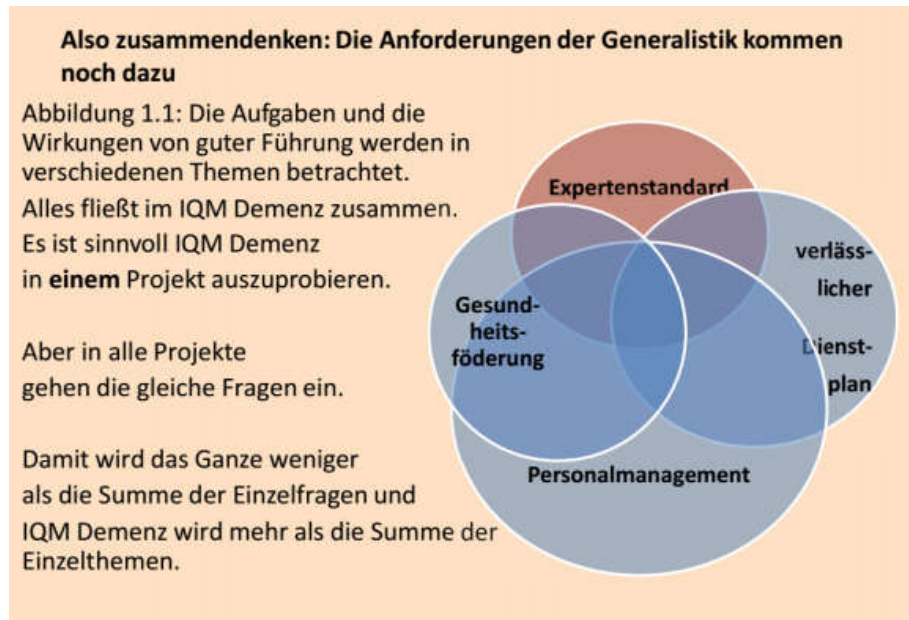 Also zusammendenken: Die Anforderungen der Generalistik kommen
noch dazu
Abbildung 1.1: Die Aufgaben und die
Wirkungen von guter Führung werden in
verschiedenen Themen betrachtet.
Alles fließt im IQM Demenz zusammen.
Es ist sinnvoll IQM Demenz
in einem Projekt auszuprobieren.
Aber in alle Projekte
gehen die gleiche Fragen ein.
Damit wird das Ganze weniger
als die Summe der Einzelfragen und
IQM Demenz wird mehr als die Summe der
Einzelthemen.
Expertenstandard
verläss-
licher
Dienst-
plan
Gesund-
heits-
föderung
Personalmanagement